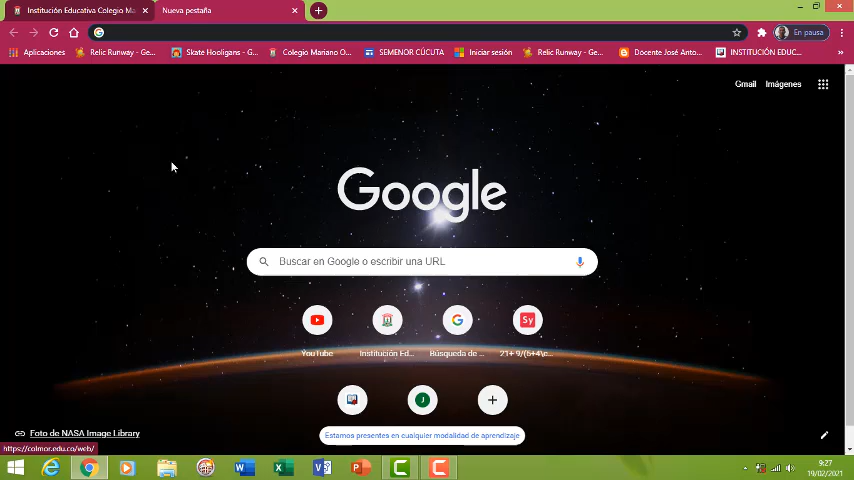 Institución Educativa Colegio Ma
Nueva pestaña
En pausa
Aplicaciones
Relic Runway - Ge...
Skate Hooligans - G...
Colegio Mariano O...
SEMENOR CÚCUTA
Iniciar sesión
Relic Runway - Ge...
Docente José Anto...
INSTITUCIÓN EDUC...
»
Gmail
Imágenes
Google
Buscar en Google o escribir una URL
Sy
YouTube
Institución Ed...
Búsqueda de ...
21+ 9/(5+4\c...
J
Foto de NASA Image Library
Estamos presentes en cualquier modalidad de aprendizaje
https://colmor.edu.co/web/
9:27
19/02/2021